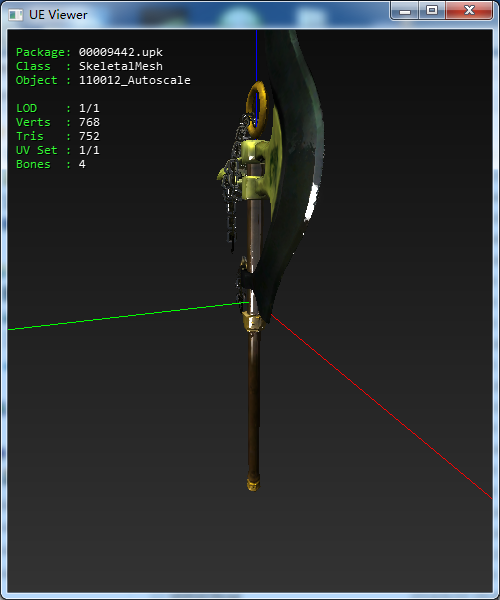 UE Viewer
Package: 00009442.upk
Class : SkeletalMesh
Object : 110012_Autoscale
LOD : 1/1
Verts : 768
Tris : 752
UV Set : 1/1
Bones : 4